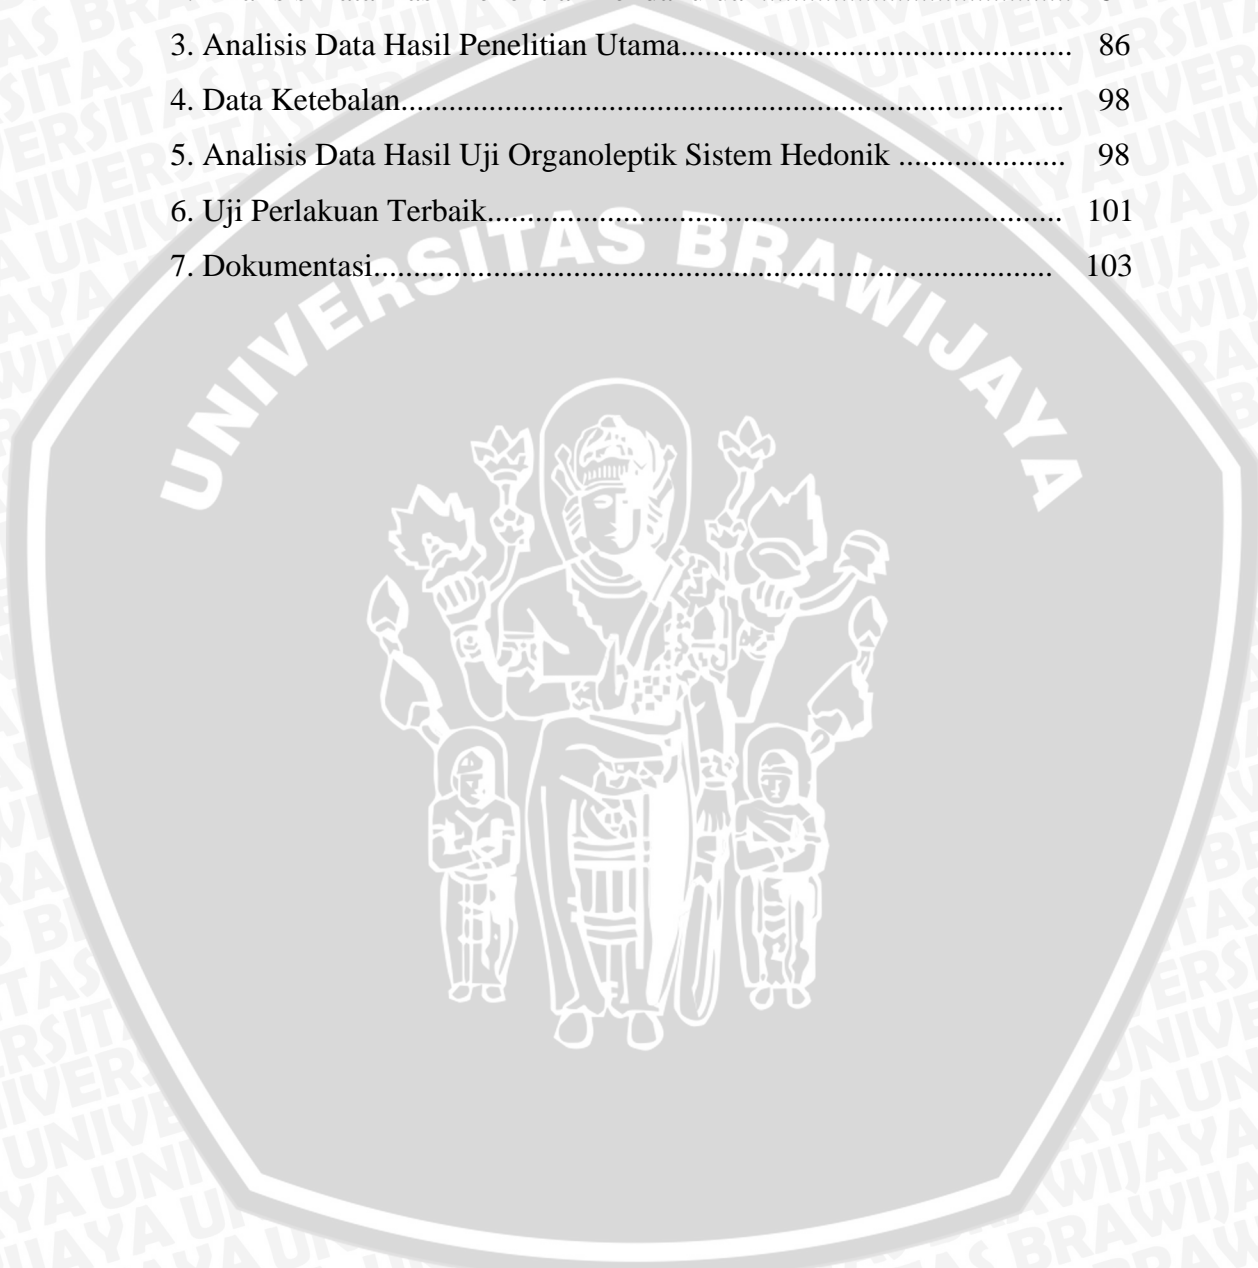 3. Analisis Data Hasil Penelitian Utama......................................... 86
4. Data Ketebalan..................................................................... 98
5. Analisis Data Hasil Uji Organoleptik Sistem Hedonik .................. 98
6. Uji Perlakuan Terbaik............................................................ 101
7. Dokumentasi....................................................................... 103
UNIVERSITAS BRAWIJAYA